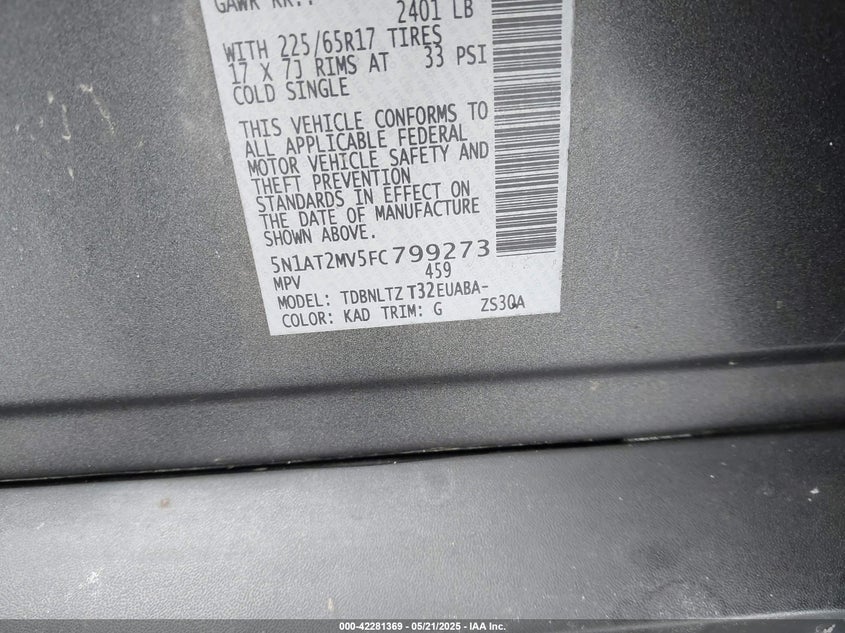 GAWR RR:
2401 LB
WITH 225/65R17 TIRES
17 X 7J RIMS AT 33 PSI
COLD SINGLE
THIS VEHICLE CONFORMS TO
ALL APPLICABLE FEDERAL
MOTOR VEHICLE SAFETY AND
THEFT PREVENTION
STANDARDS IN EFFECT ON
THE DATE OF MANUFACTURE
SHOWN ABOVE.
5N1AT2MV5FC799273
MPV 459
MODEL: TDBNLTZ T32EUABA-
COLOR: KAD TRIM: G ZS30A
000-42281369 — 05/21/2025 — IAA Inc.